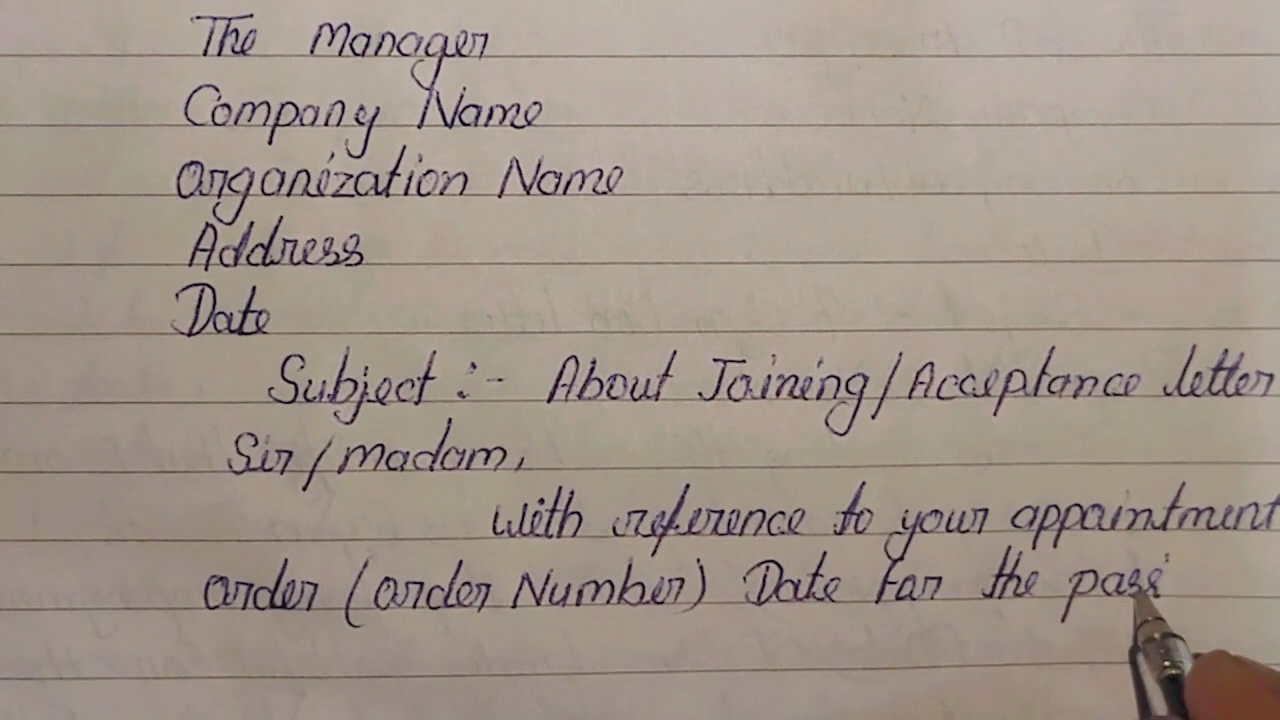 The Manager
Company Name
Organization Name
Address
Date
Subject :- About Joining/Acceptance letter
Sir/madam,
with reference to your appointment
order (order Number) Date for the posi